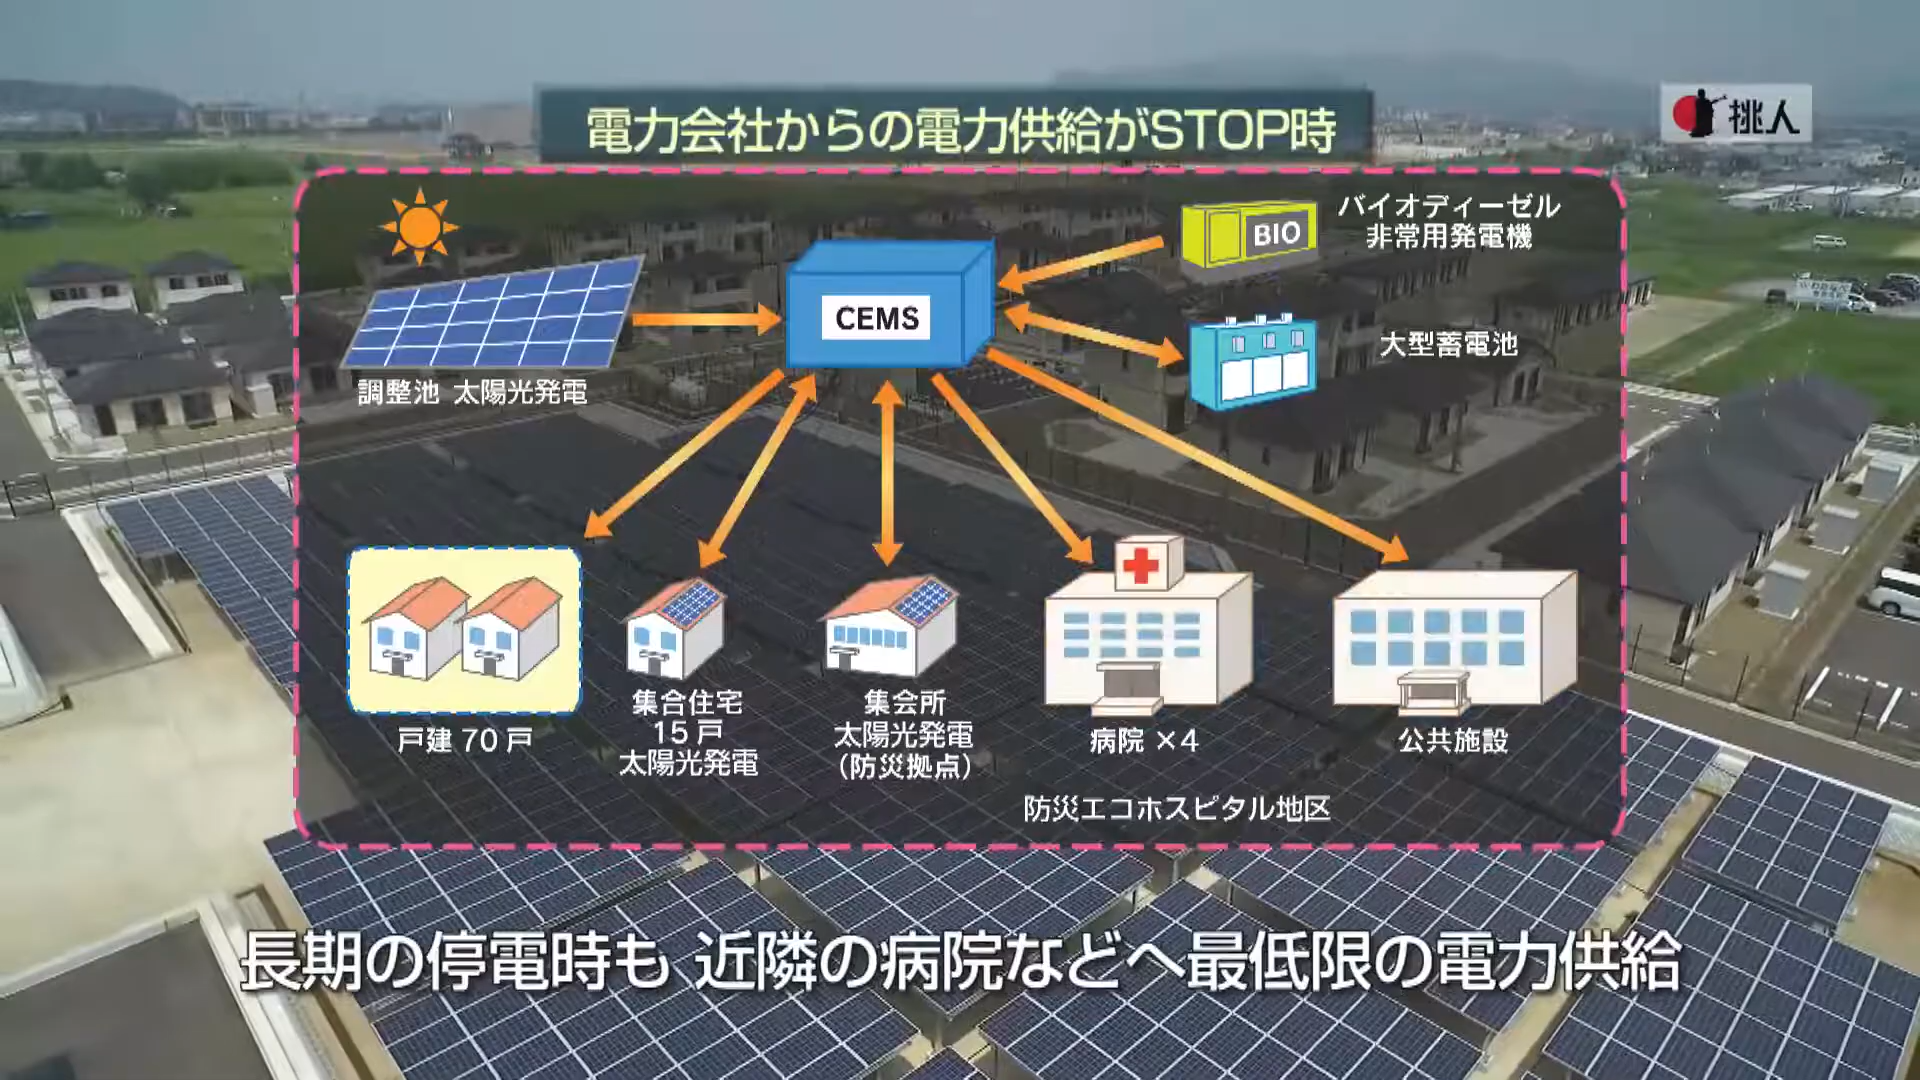 電力会社からの電力供給がSTOP時
挑人
BIO
バイオディーゼル
非常用発電機
CEMS
大型蓄電池
調整池 太陽光発電
戸建 70 戸
集合住宅
15 戸
太陽光発電
集会所
太陽光発電
（防災拠点）
病院 ×4
公共施設
防災エコホスピタル地区
長期の停電時も 近隣の病院などへ最低限の電力供給